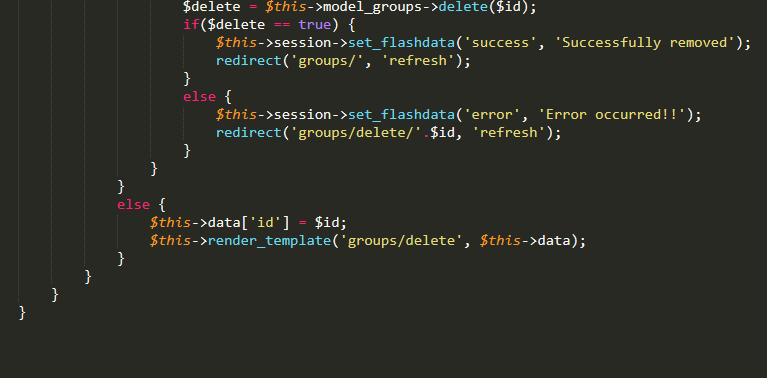 $delete = $this->model_groups->delete($id);
if($delete == true) {
$this->session->set_flashdata('success', 'Successfully removed');
redirect('groups/', 'refresh');
}
else {
$this->session->set_flashdata('error', 'Error occurred!!');
redirect('groups/delete/'.$id, 'refresh');
}
}
}
else {
$this->data['id'] = $id;
$this->render_template('groups/delete', $this->data);
}
}
}
}